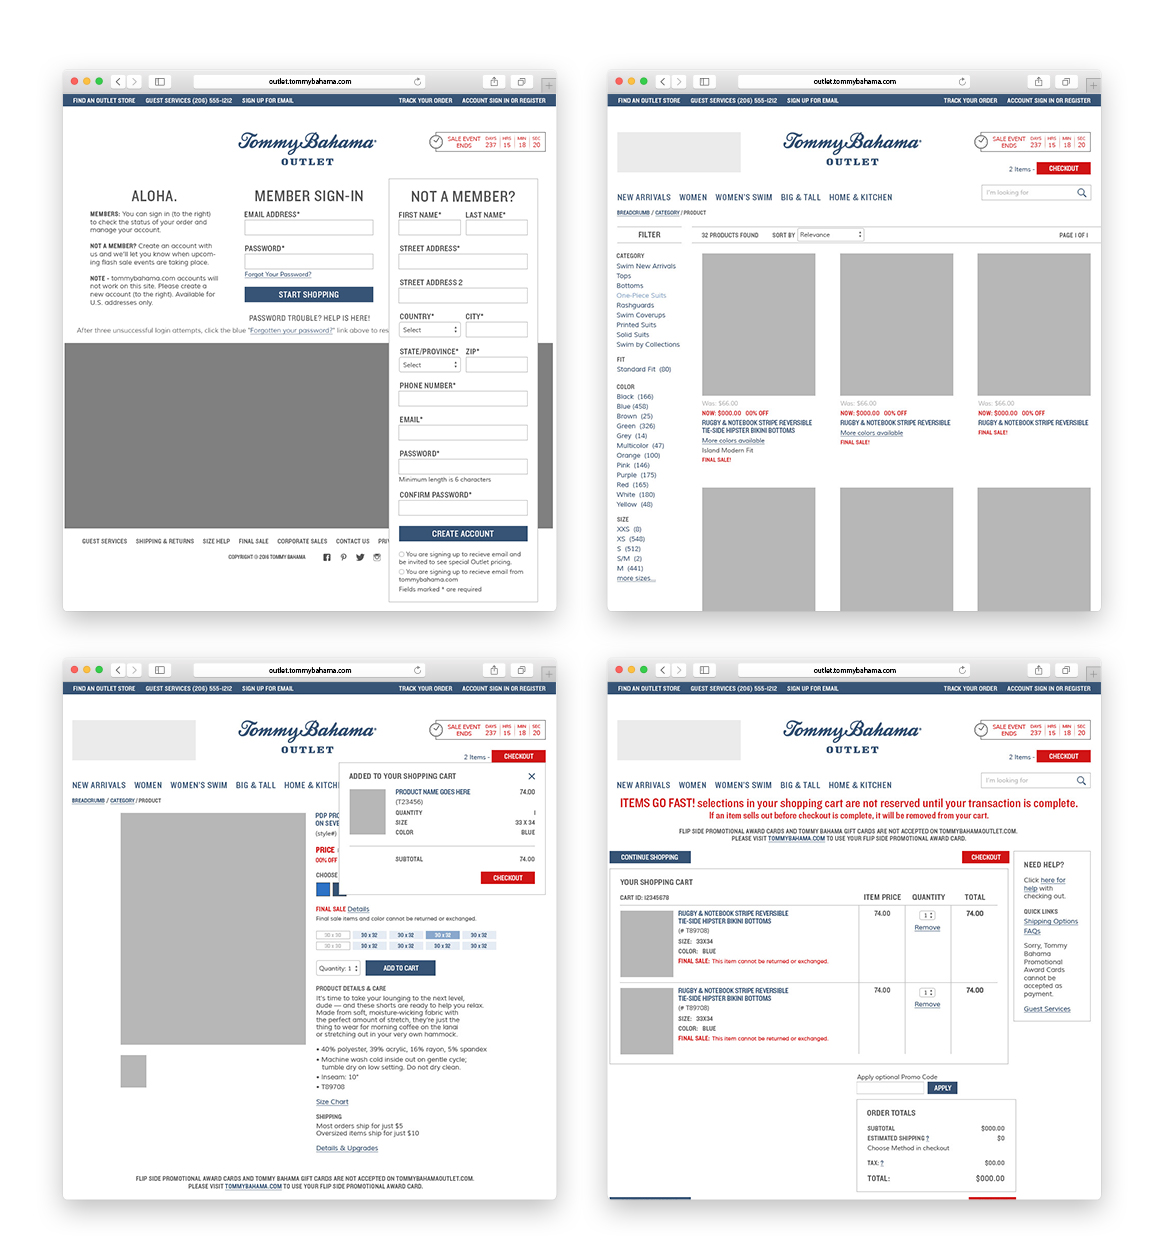 outlet.tommybahama.com
FIND AN OUTLET STORE GUEST SERVICES (206) 555-1212 SIGN UP FOR EMAIL TRACK YOUR ORDER ACCOUNT SIGN IN OR REGISTER
Tommy Bahama
OUTLET
SALE EVENT ENDS DAYS 237 HRS 15 MIN 18 SEC 20
ALOHA.
MEMBERS: You can sign in (to the right)
to check the status of your order and
manage your account.
NOT A MEMBER? Create an account with
us and we'll let you know when upcom-
ing flash sale events are taking place.
NOTE - tommybahama.com accounts will
not work on this site. Please create a
new account (to the right). Available for
U.S. addresses only.
MEMBER SIGN-IN
EMAIL ADDRESS*
PASSWORD*
Forgot Your Password?
START SHOPPING
PASSWORD TROUBLE? HELP IS HERE!
After three unsuccessful login attempts, click the blue "Forgotten your password?" link above to res
NOT A MEMBER?
FIRST NAME* LAST NAME*
STREET ADDRESS*
STREET ADDRESS 2
COUNTRY* CITY*
Select
STATE/PROVINCE* ZIP*
Select
PHONE NUMBER*
EMAIL*
PASSWORD*
Minimum length is 6 characters
CONFIRM PASSWORD*
CREATE ACCOUNT
You are signing up to recieve email and
be invited to see special Outlet pricing.
You are signing up to recieve email from
tommybahama.com
Fields marked * are required
GUEST SERVICES SHIPPING & RETURNS SIZE HELP FINAL SALE CORPORATE SALES CONTACT US PRIV
COPYRIGHT © 2016 TOMMY BAHAMA
outlet.tommybahama.com
FIND AN OUTLET STORE GUEST SERVICES (206) 555-1212 SIGN UP FOR EMAIL TRACK YOUR ORDER ACCOUNT SIGN IN OR REGISTER
Tommy Bahama
OUTLET
SALE EVENT ENDS DAYS 237 HRS 15 MIN 18 SEC 20
2 Items - CHECKOUT
NEW ARRIVALS WOMEN WOMEN'S SWIM BIG & TALL HOME & KITCHEN
I'm looking for
BREADCRUMB / CATEGORY / PRODUCT
FILTER
32 PRODUCTS FOUND SORT BY Relevance PAGE 1 OF 1
CATEGORY
Swim New Arrivals
Tops
Bottoms
One-Piece Suits
Rashguards
Swim Coverups
Printed Suits
Solid Suits
Swim by Collections
FIT
Standard Fit (80)
COLOR
Black (166)
Blue (458)
Brown (25)
Green (326)
Grey (14)
Multicolor (47)
Orange (100)
Pink (146)
Purple (175)
Red (165)
White (180)
Yellow (48)
SIZE
XXS (8)
XS (548)
S (512)
S/M (2)
M (441)
more sizes...
Was: $66.00
NOW: $000.00 00% OFF
RUGBY & NOTEBOOK STRIPE REVERSIBLE
TIE-SIDE HIPSTER BIKINI BOTTOMS
More colors available
Island Modern Fit
FINAL SALE!
Was: $66.00
NOW: $000.00 00% OFF
RUGBY & NOTEBOOK STRIPE REVERSIBLE
More colors available
FINAL SALE!
Was: $66.00
NOW: $000.00 00% OFF
RUGBY & NOTEBOOK STRIPE REVERSIBLE
FINAL SALE!
outlet.tommybahama.com
FIND AN OUTLET STORE GUEST SERVICES (206) 555-1212 SIGN UP FOR EMAIL TRACK YOUR ORDER ACCOUNT SIGN IN OR REGISTER
Tommy Bahama
OUTLET
SALE EVENT ENDS DAYS 237 HRS 15 MIN 18 SEC 20
2 Items - CHECKOUT
NEW ARRIVALS WOMEN WOMEN'S SWIM BIG & TALL HOME & KITCH
BREADCRUMB / CATEGORY / PRODUCT
ADDED TO YOUR SHOPPING CART
PRODUCT NAME GOES HERE 74.00
(T23456)
QUANTITY 1
SIZE 33 X 34
COLOR BLUE
SUBTOTAL 74.00
CHECKOUT
PDP PR
ON SEV
(style#)
PRICE
00% OFF
CHOOSE
FINAL SALE Details
Final sale items and color cannot be returned or exchanged.
30 x 32 30 x 32 30 x 32 30 x 32 30 x 32
30 x 32 30 x 32 30 x 32 30 x 32 30 x 32
Quantity: 1 ADD TO CART
PRODUCT DETAILS & CARE
It's time to take your lounging to the next level,
dude — and these shorts are ready to help you relax.
Made from soft, moisture-wicking fabric with
the perfect amount of stretch, they're just the
thing to wear for morning coffee on the lanai
or stretching out in your very own hammock.
• 40% polyester, 39% acrylic, 16% rayon, 5% spandex
• Machine wash cold inside out on gentle cycle;
tumble dry on low setting. Do not dry clean.
• Inseam: 10"
• T89708
Size Chart
SHIPPING
Most orders ship for just $5
Oversized items ship for just $10
Details & Upgrades
FLIP SIDE PROMOTIONAL AWARD CARDS AND TOMMY BAHAMA GIFT CARDS ARE NOT ACCEPTED ON TOMMYBAHAMAOUTLET.COM.
PLEASE VISIT TOMMYBAHAMA.COM TO USE YOUR FLIP SIDE PROMOTIONAL AWARD CARD.
outlet.tommybahama.com
FIND AN OUTLET STORE GUEST SERVICES (206) 555-1212 SIGN UP FOR EMAIL TRACK YOUR ORDER ACCOUNT SIGN IN OR REGISTER
Tommy Bahama
OUTLET
SALE EVENT ENDS DAYS 237 HRS 15 MIN 18 SEC 20
2 Items - CHECKOUT
NEW ARRIVALS WOMEN WOMEN'S SWIM BIG & TALL HOME & KITCHEN
I'm looking for
ITEMS GO FAST! selections in your shopping cart are not reserved until your transaction is complete.
If an item sells out before checkout is complete, it will be removed from your cart.
FLIP SIDE PROMOTIONAL AWARD CARDS AND TOMMY BAHAMA GIFT CARDS ARE NOT ACCEPTED ON TOMMYBAHAMAOUTLET.COM.
PLEASE VISIT TOMMYBAHAMA.COM TO USE YOUR FLIP SIDE PROMOTIONAL AWARD CARD.
CONTINUE SHOPPING CHECKOUT
YOUR SHOPPING CART
CART ID: 12345678 ITEM PRICE QUANTITY TOTAL
RUGBY & NOTEBOOK STRIPE REVERSIBLE 74.00 1 74.00
TIE-SIDE HIPSTER BIKINI BOTTOMS
(# T89708) Remove
SIZE: 33X34
COLOR: BLUE
FINAL SALE: This item cannot be returned or exchanged.
RUGBY & NOTEBOOK STRIPE REVERSIBLE 74.00 1 74.00
TIE-SIDE HIPSTER BIKINI BOTTOMS
(# T89708) Remove
SIZE: 33X34
COLOR: BLUE
FINAL SALE: This item cannot be returned or exchanged.
NEED HELP?
Click here for
help with
checking out.
QUICK LINKS
Shipping Options
FAQs
Sorry, Tommy
Bahama
Promotional
Award Cards
cannot be
accepted as
payment.
Guest Services
Apply optional Promo Code
APPLY
ORDER TOTALS
SUBTOTAL $000.00
ESTIMATED SHIPPING ? $0
Choose Method in checkout
TAX: ? $00.00
TOTAL: $000.00